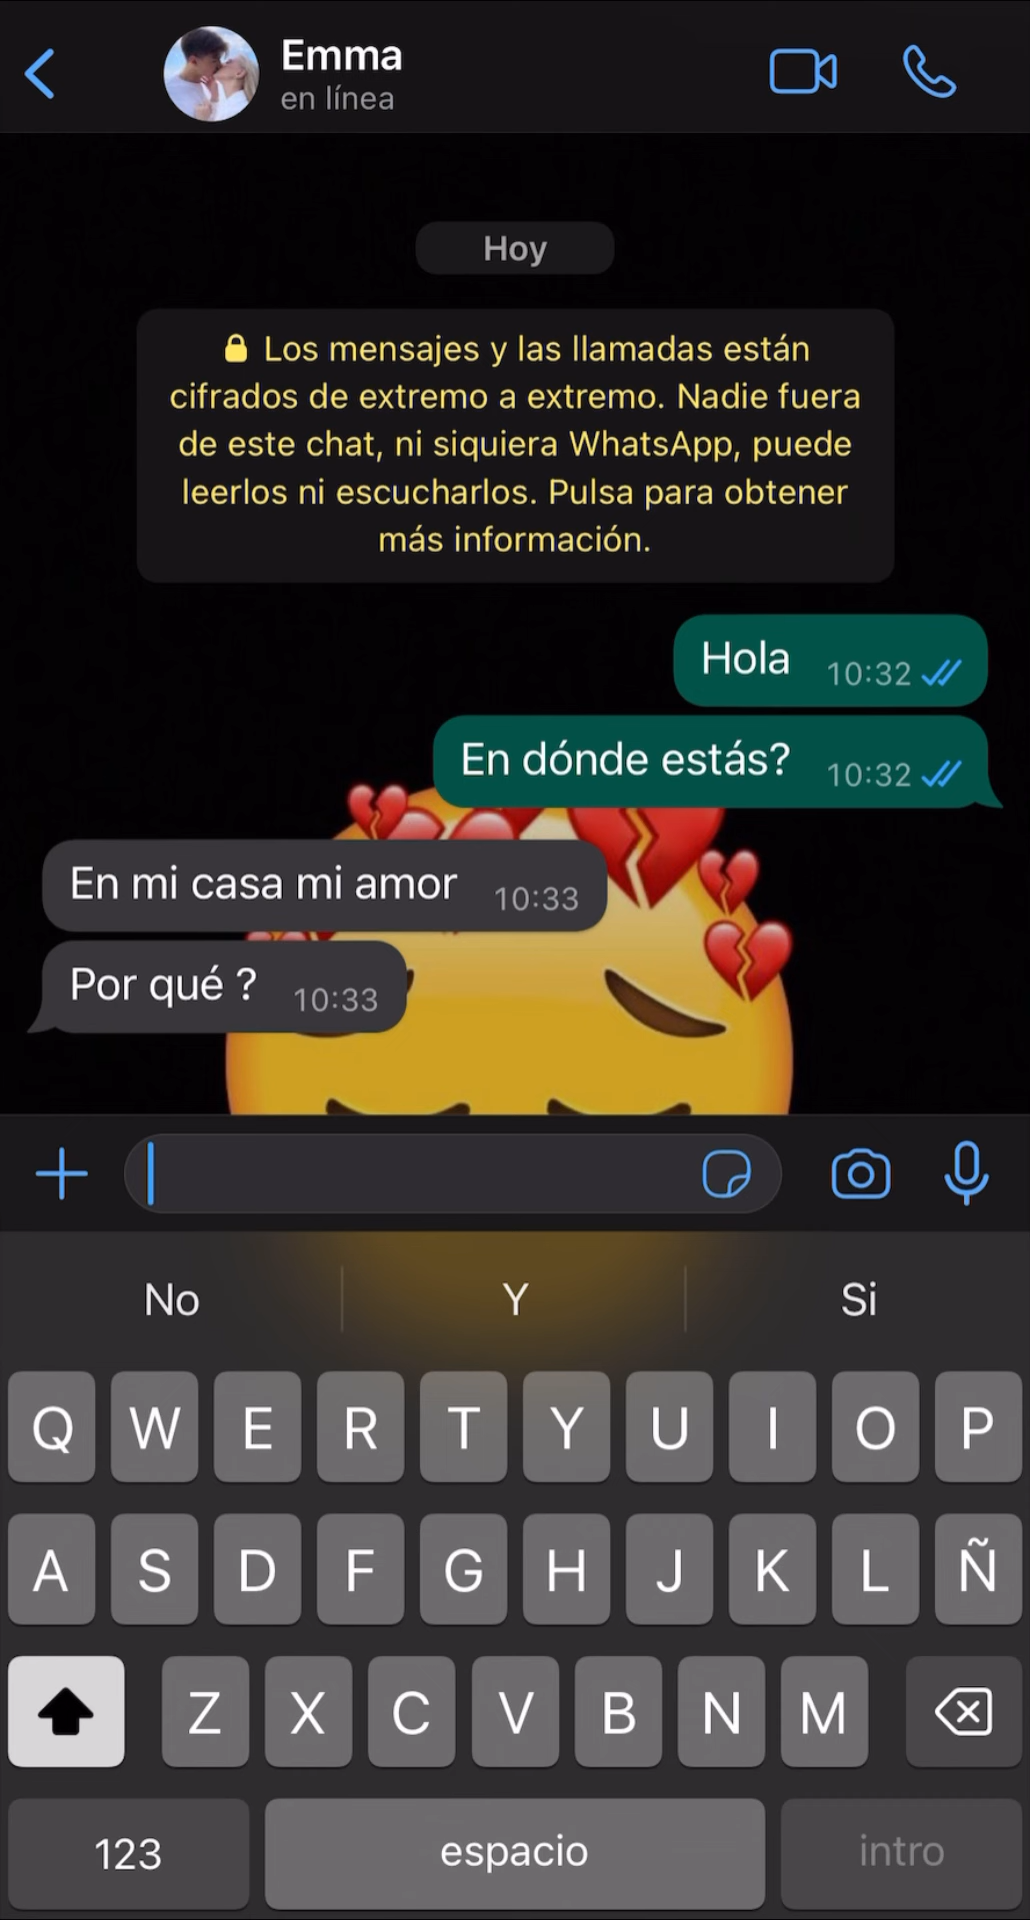 Emma
en línea
Hoy
Los mensajes y las llamadas están
cifrados de extremo a extremo. Nadie fuera
de este chat, ni siquiera WhatsApp, puede
leerlos ni escucharlos. Pulsa para obtener
más información.
Hola 10:32
En dónde estás? 10:32
En mi casa mi amor 10:33
Por qué ? 10:33
No Y Si
Q W E R T Y U I O P
A S D F G H J K L Ñ
Z X C V B N M
123 espacio intro